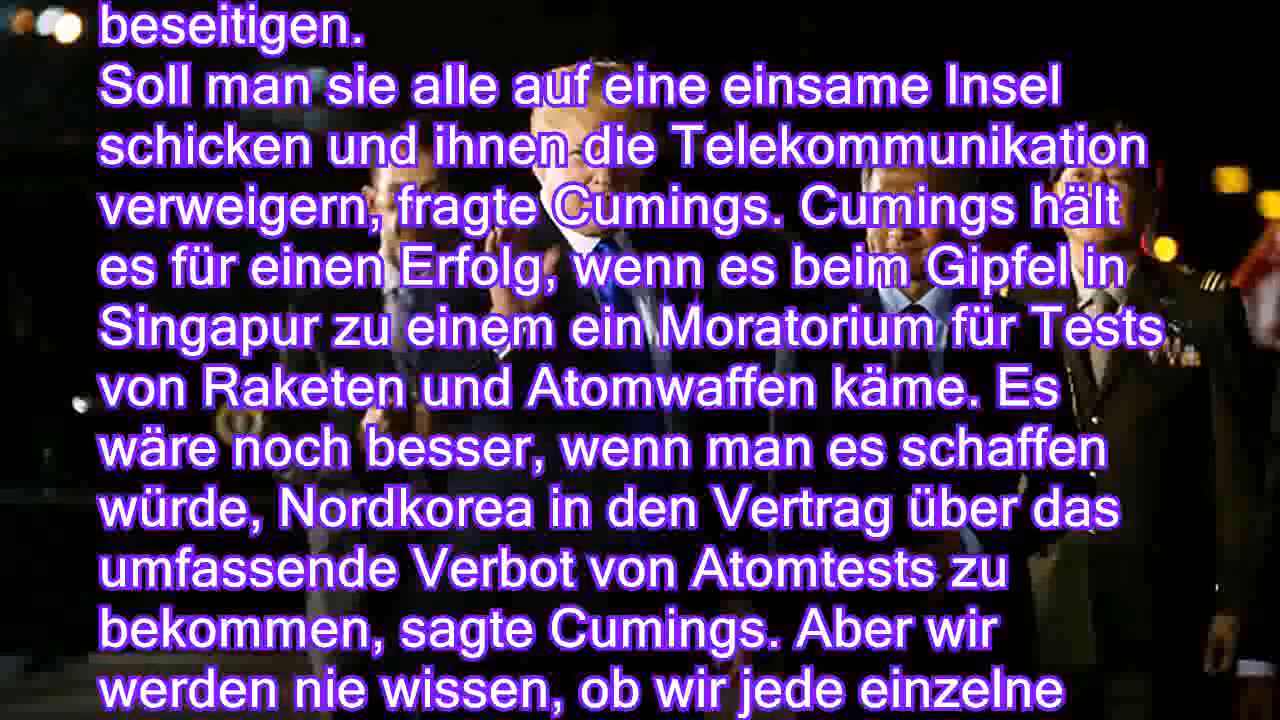 beseitigen.
Soll man sie alle auf eine einsame Insel
schicken und ihnen die Telekommunikation
verweigern, fragte Cumings. Cumings hält
es für einen Erfolg, wenn es beim Gipfel in
Singapur zu einem ein Moratorium für Tests
von Raketen und Atomwaffen käme. Es
wäre noch besser, wenn man es schaffen
würde, Nordkorea in den Vertrag über das
umfassende Verbot von Atomtests zu
bekommen, sagte Cumings. Aber wir
werden nie wissen, ob wir jede einzelne